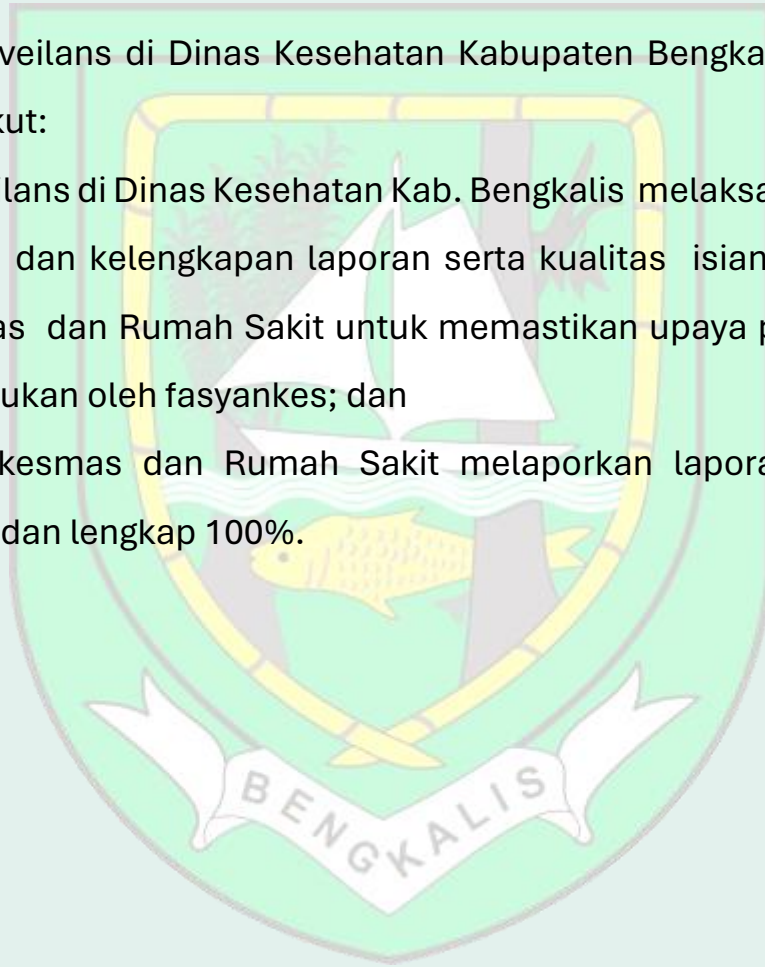 veilans di Dinas Kesehatan Kabupaten Bengka
kut:
ilans di Dinas Kesehatan Kab. Bengkalis melaksa
dan kelengkapan laporan serta kualitas isian
as dan Rumah Sakit untuk memastikan upaya p
ukan oleh fasyankes; dan
kesmas dan Rumah Sakit melaporkan lapora
dan lengkap 100%.
BENGKALIS